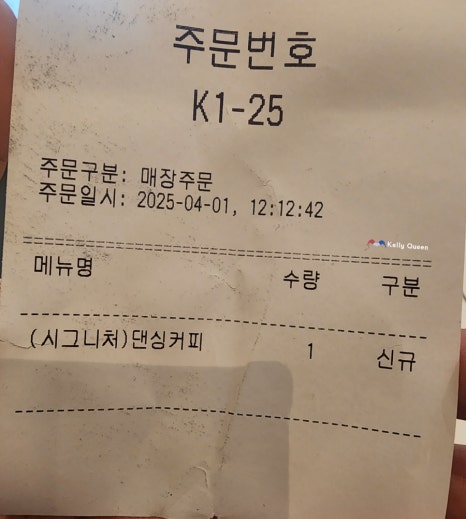 주문번호
K1-25
주문구분: 매장주문
주문일시: 2025-04-01, 12:12:42
Kelly Queen
메뉴명 수량 구분
(시그니처)댄싱커피 1 신규